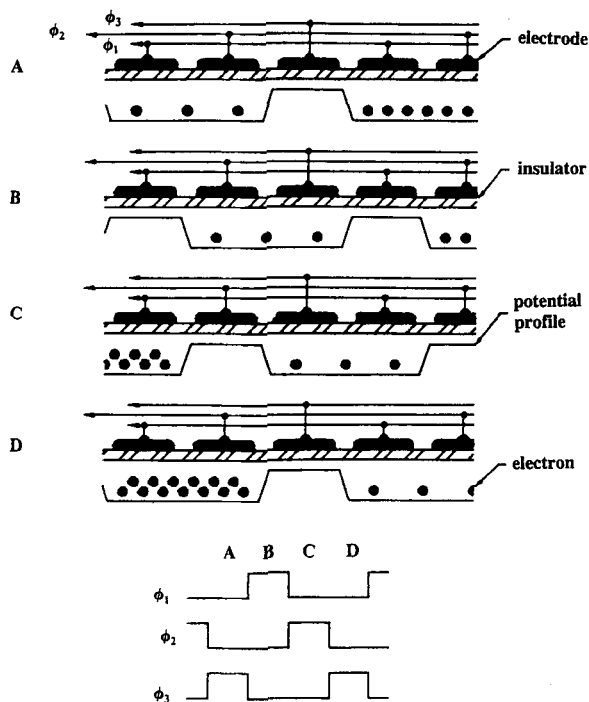 ϕ₃
ϕ₂
ϕ₁
electrode
A
insulator
B
C
potential
profile
D
electron
A B C D
ϕ₁
ϕ₂
ϕ₃